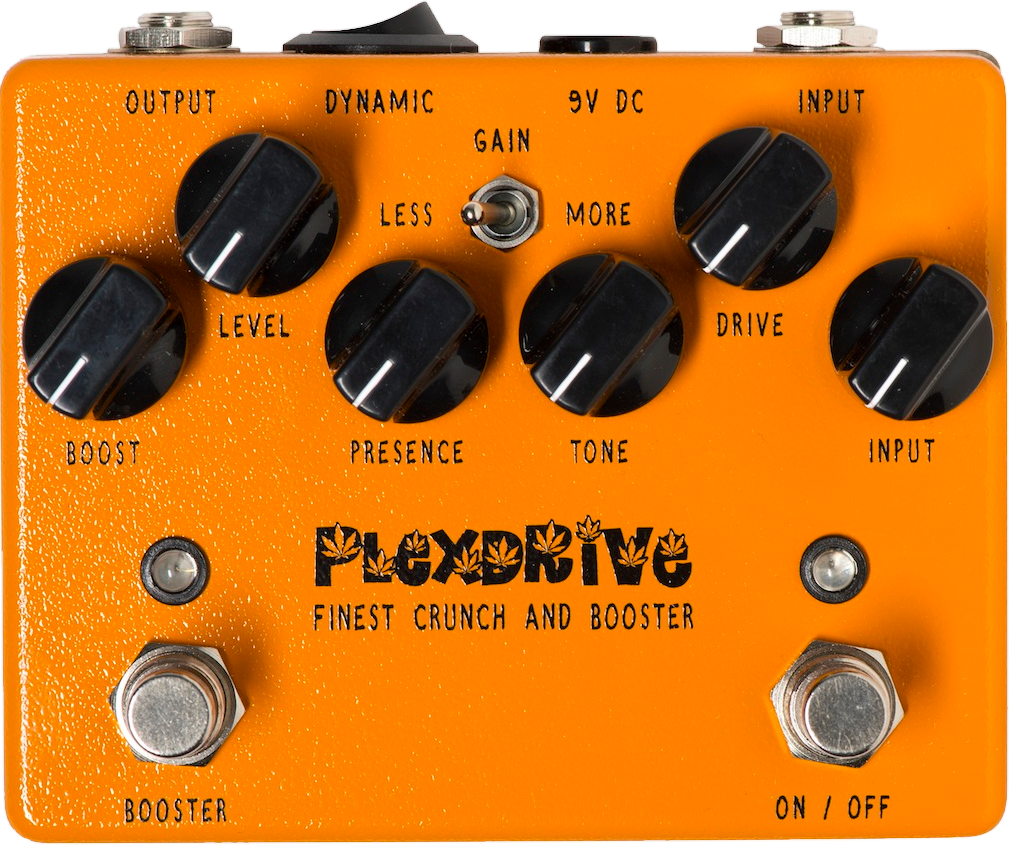 OUTPUT DYNAMIC 9V DC INPUT
GAIN
LESS MORE
LEVEL DRIVE
BOOST PRESENCE TONE INPUT
PLEXDRIVE
FINEST CRUNCH AND BOOSTER
BOOSTER ON / OFF